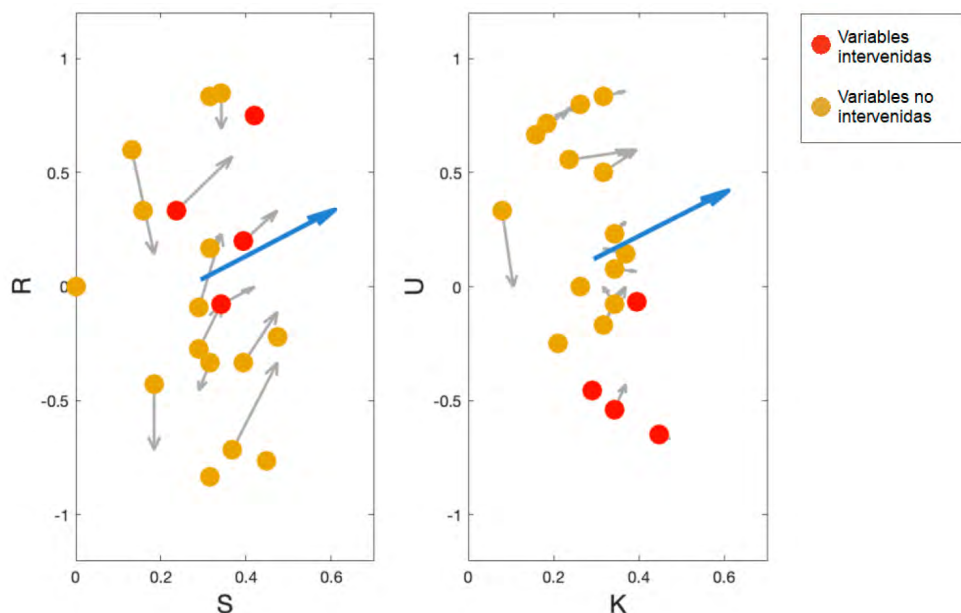 1
0.5
0
-0.5
-1
R
0
0.2
0.4
0.6
S
1
0.5
0
-0.5
-1
U
0
0.2
0.4
0.6
K
Variables
intervenidas
Variables no
intervenidas